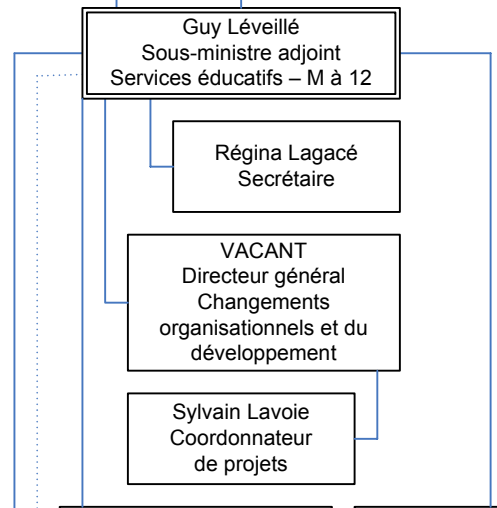 Guy Léveillé
Sous-ministre adjoint
Services éducatifs – M à 12
Régina Lagacé
Secrétaire
VACANT
Directeur général
Changements
organisationnels et du
développement
Sylvain Lavoie
Coordonnateur
de projets